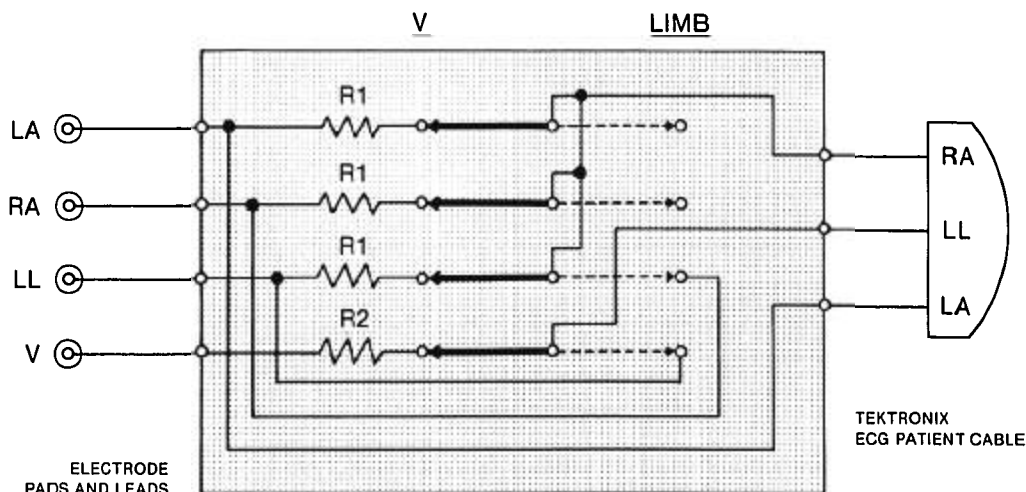 V LIMB
R1
LA
RA
R1
RA
LL
R1
LL
LA
R2
V
TEKTRONIX
ECG PATIENT CABLE
ELECTRODE
PADS AND LEADS